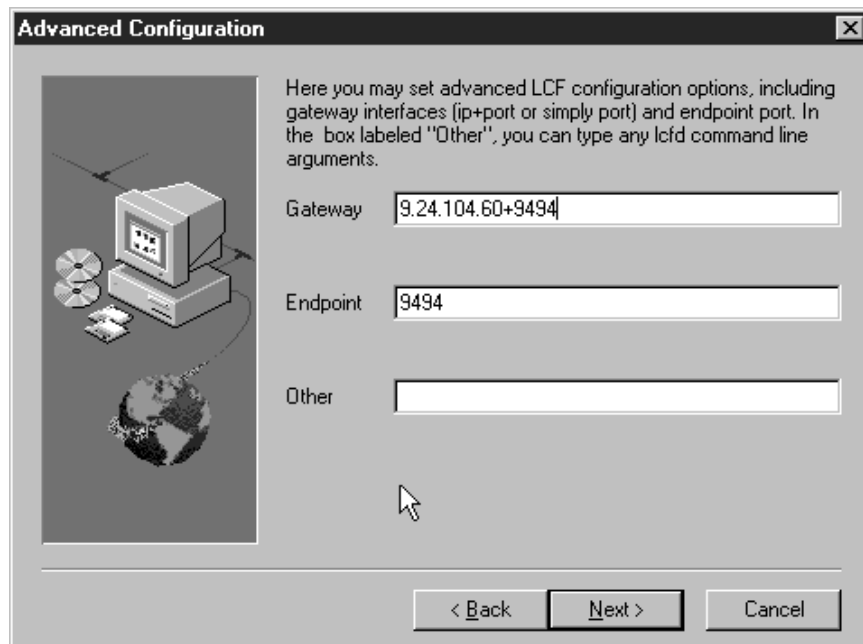 Advanced Configuration
Here you may set advanced LCF configuration options, including
gateway interfaces (ip+port or simply port) and endpoint port. In
the box labeled "Other", you can type any lcfd command line
arguments.
Gateway 9.24.104.60+9494
Endpoint 9494
Other
< Back Next > Cancel